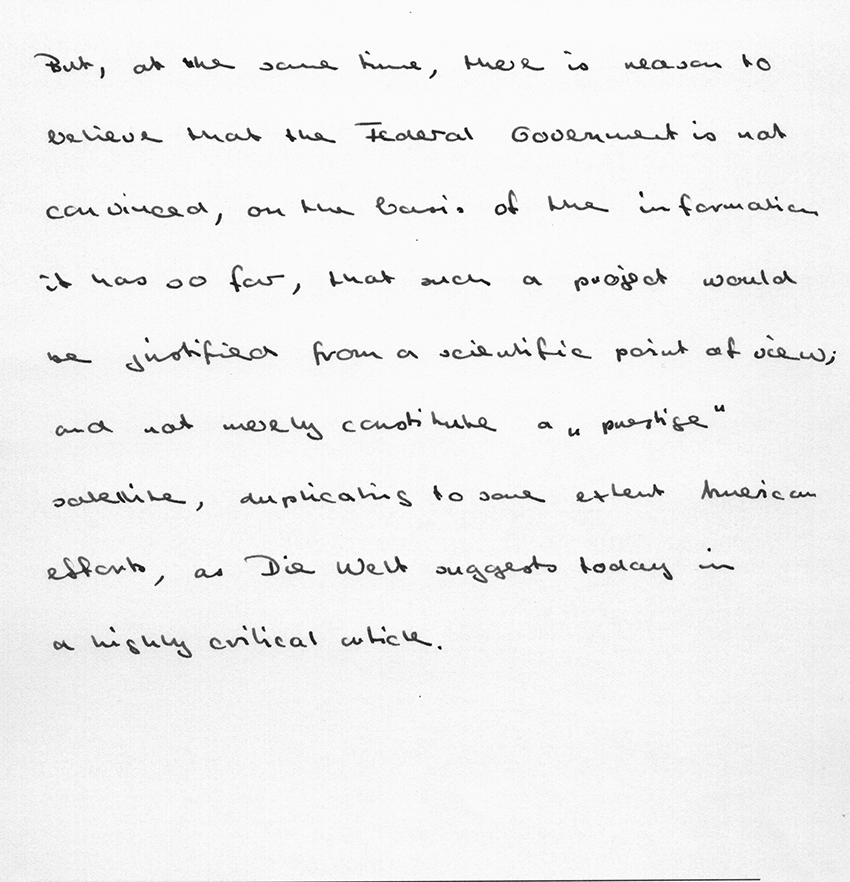 But, at the same time, there is reason to
believe that the Federal Government is not
convinced, on the basis of the information
it has so far, that such a project would
be justified from a scientific point of view;
and not merely constitute a „prestige"
satellite, duplicating to some extent American
efforts, as Die Welt suggests today in
a highly critical article.